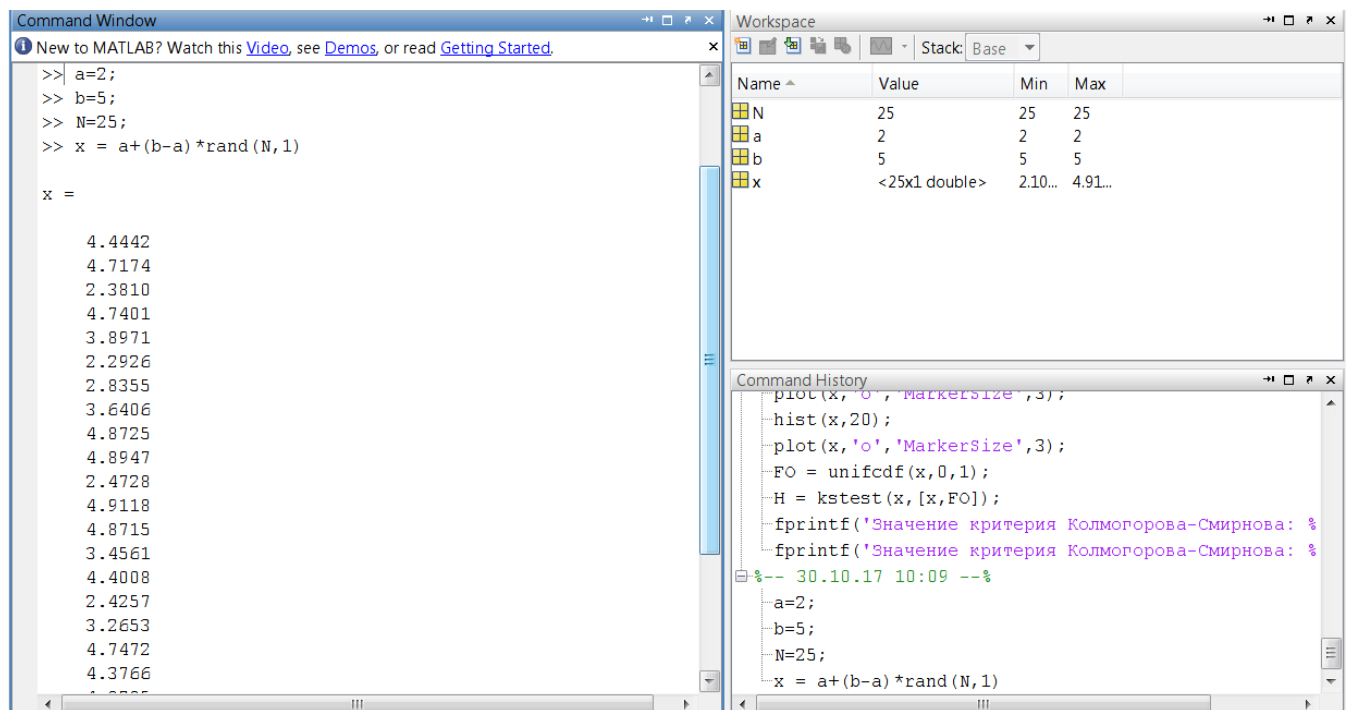 Command Window
New to MATLAB? Watch this Video, see Demos, or read Getting Started.
>> a=2;
>> b=5;
>> N=25;
>> x = a+(b-a)*rand(N,1)
x =
4.4442
4.7174
2.3810
4.7401
3.8971
2.2926
2.8355
3.6406
4.8725
4.8947
2.4728
4.9118
4.8715
3.4561
4.4008
2.4257
3.2653
4.7472
4.3766
Workspace
Stack: Base
Name Value Min Max
N 25 25 25
a 2 2 2
b 5 5 5
x <25x1 double> 2.10... 4.91...
Command History
plot(x,'o','MarkerSize',3);
hist(x,20);
plot(x,'o','MarkerSize',3);
FO = unifcdf(x,0,1);
H = kstest(x,[x,FO]);
fprintf('Значение критерия Колмогорова-Смирнова: %
fprintf('Значение критерия Колмогорова-Смирнова: %
%-- 30.10.17 10:09 --%
a=2;
b=5;
N=25;
x = a+(b-a)*rand(N,1)